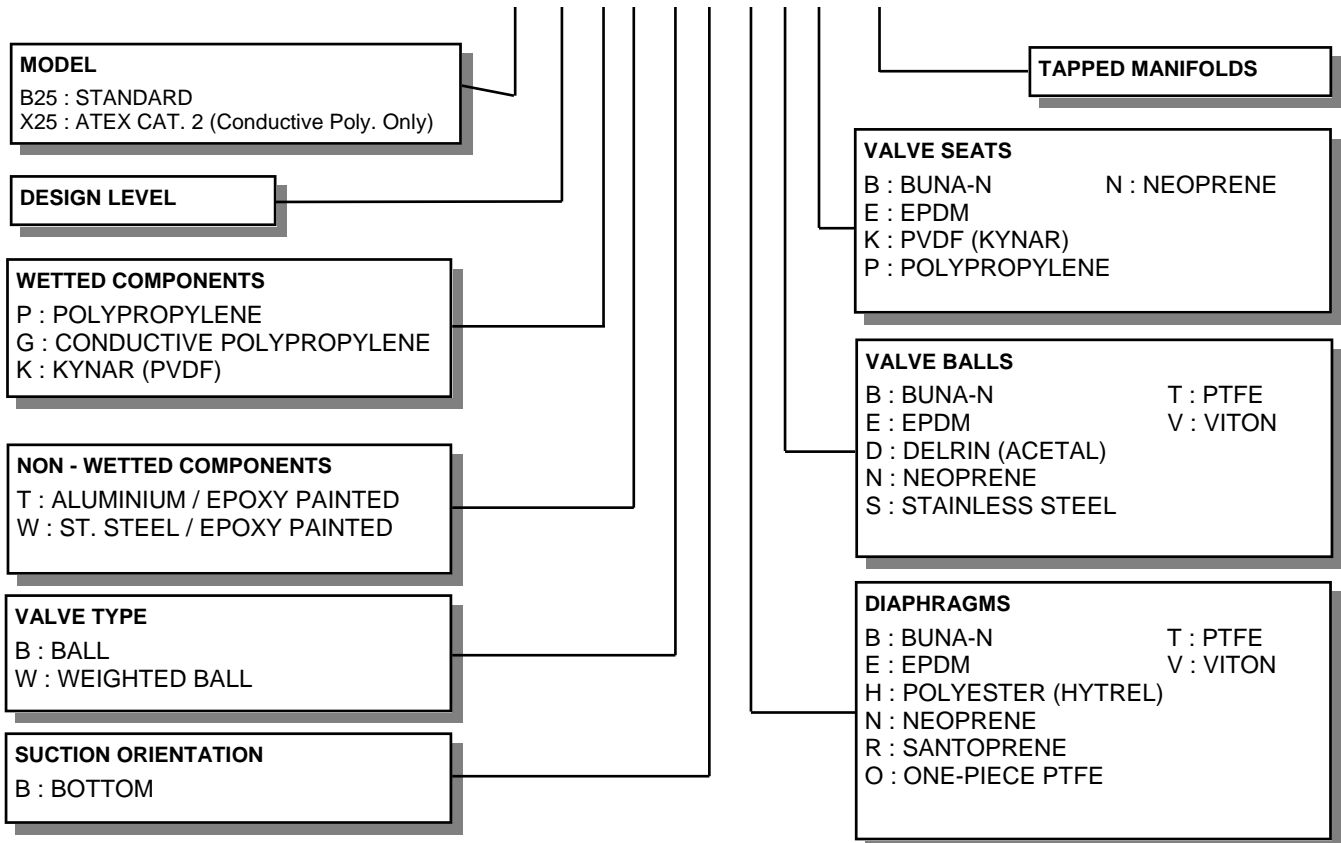 MODEL
B25 : STANDARD
X25 : ATEX CAT. 2 (Conductive Poly. Only)
DESIGN LEVEL
WETTED COMPONENTS
P : POLYPROPYLENE
G : CONDUCTIVE POLYPROPYLENE
K : KYNAR (PVDF)
NON - WETTED COMPONENTS
T : ALUMINIUM / EPOXY PAINTED
W : ST. STEEL / EPOXY PAINTED
VALVE TYPE
B : BALL
W : WEIGHTED BALL
SUCTION ORIENTATION
B : BOTTOM
TAPPED MANIFOLDS
VALVE SEATS
B : BUNA-N N : NEOPRENE
E : EPDM
K : PVDF (KYNAR)
P : POLYPROPYLENE
VALVE BALLS
B : BUNA-N T : PTFE
E : EPDM V : VITON
D : DELRIN (ACETAL)
N : NEOPRENE
S : STAINLESS STEEL
DIAPHRAGMS
B : BUNA-N T : PTFE
E : EPDM V : VITON
H : POLYESTER (HYTREL)
N : NEOPRENE
R : SANTOPRENE
O : ONE-PIECE PTFE